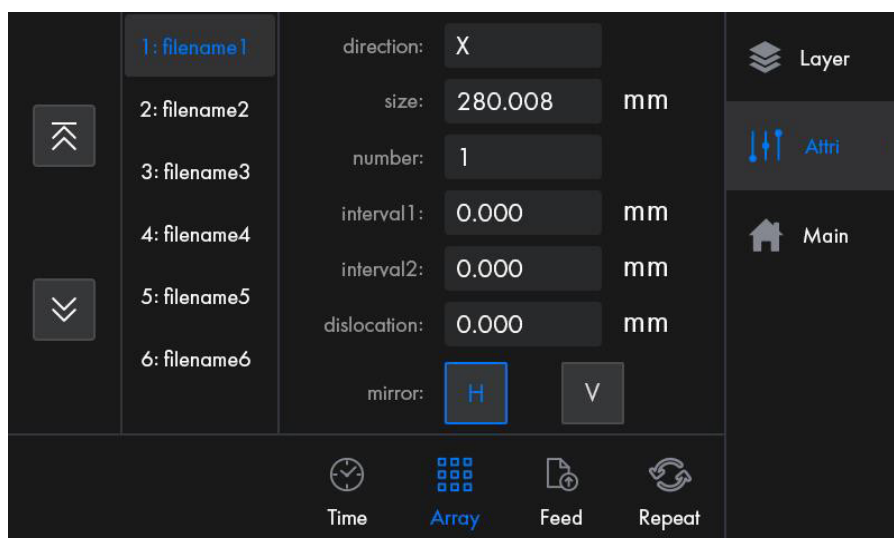 1: filename1
2: filename2
3: filename3
4: filename4
5: filename5
6: filename6
direction: X
size: 280.008 mm
number: 1
interval1: 0.000 mm
interval2: 0.000 mm
dislocation: 0.000 mm
mirror: H V
Layer
Attri
Main
Time Array Feed Repeat